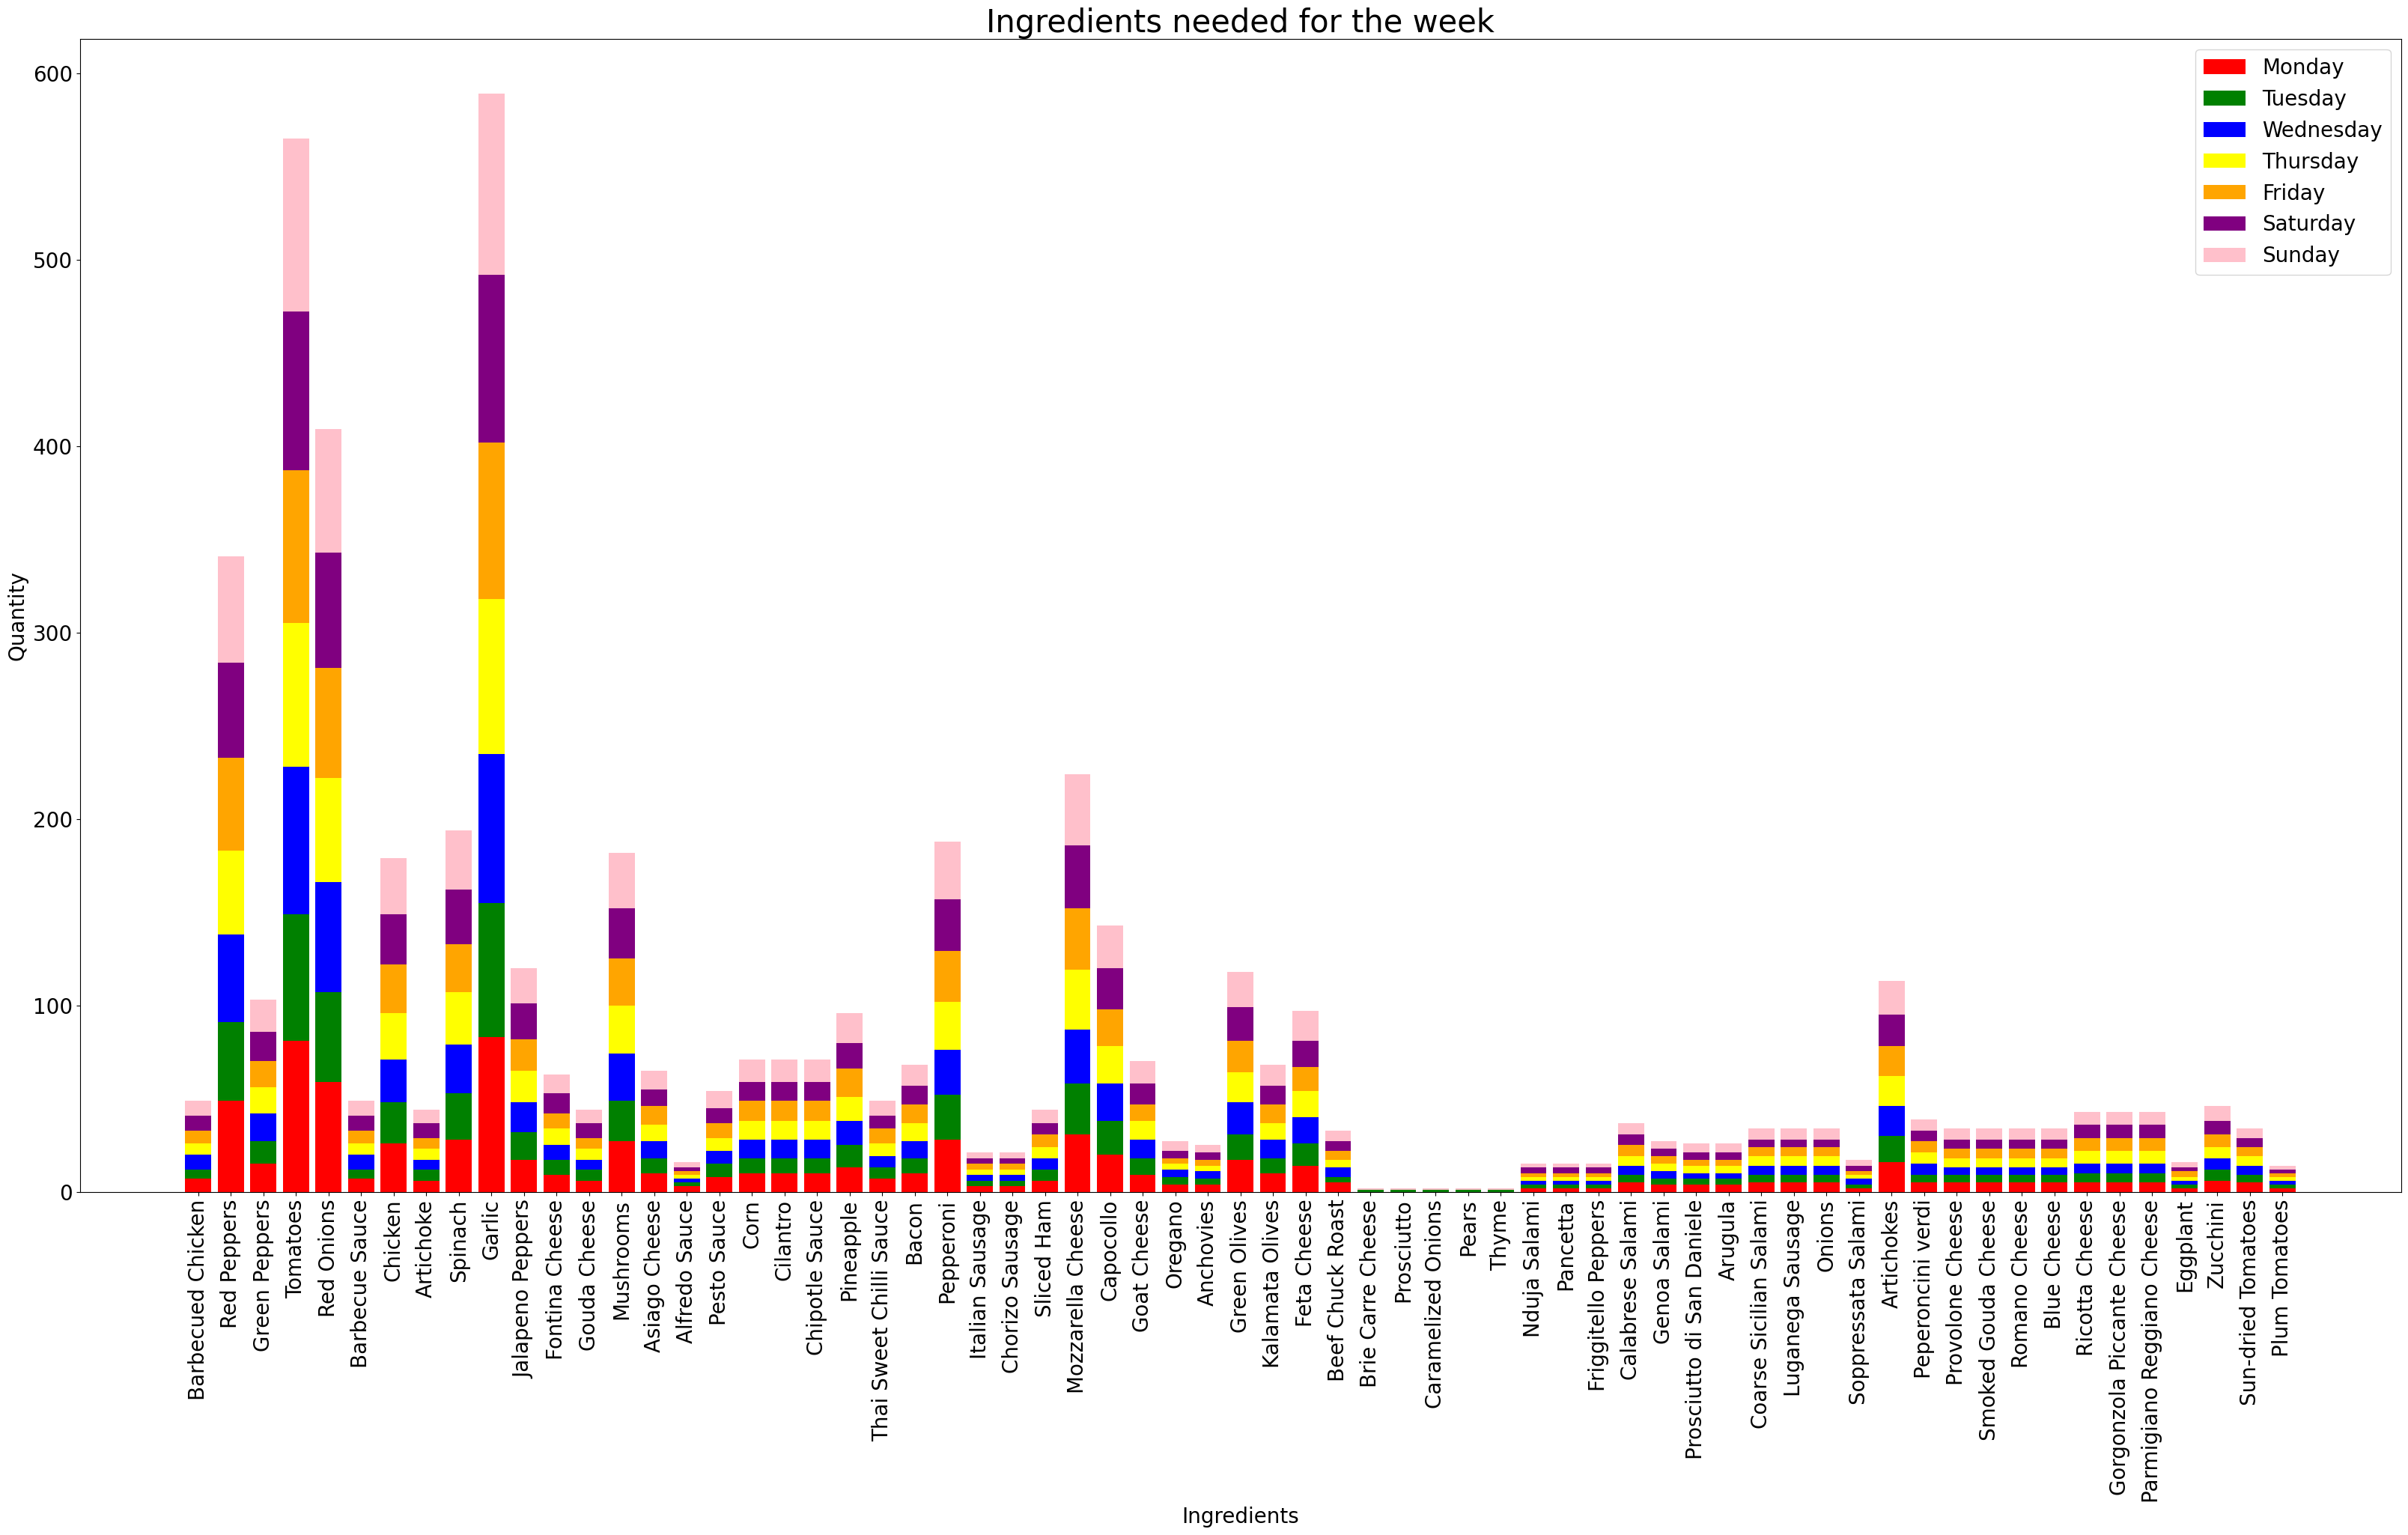 Ingredients needed for the week
600
500
400
300
200
100
0
Quantity
Monday
Tuesday
Wednesday
Thursday
Friday
Saturday
Sunday
Barbecued Chicken
Red Peppers
Green Peppers
Tomatoes
Red Onions
Barbecue Sauce
Chicken
Artichoke
Spinach
Garlic
Jalapeno Peppers
Fontina Cheese
Gouda Cheese
Mushrooms
Asiago Cheese
Alfredo Sauce
Pesto Sauce
Corn
Cilantro
Chipotle Sauce
Pineapple
Thai Sweet Chilli Sauce
Bacon
Pepperoni
Italian Sausage
Chorizo Sausage
Sliced Ham
Mozzarella Cheese
Capocollo
Goat Cheese
Oregano
Anchovies
Green Olives
Kalamata Olives
Feta Cheese
Beef Chuck Roast
Brie Carre Cheese
Prosciutto
Caramelized Onions
Pears
Thyme
Nduja Salami
Pancetta
Friggitello Peppers
Calabrese Salami
Genoa Salami
Prosciutto di San Daniele
Arugula
Coarse Sicilian Salami
Luganega Sausage
Onions
Soppressata Salami
Artichokes
Peperoncini verdi
Provolone Cheese
Smoked Gouda Cheese
Romano Cheese
Blue Cheese
Ricotta Cheese
Gorgonzola Piccante Cheese
Parmigiano Reggiano Cheese
Eggplant
Zucchini
Sun-dried Tomatoes
Plum Tomatoes
Ingredients